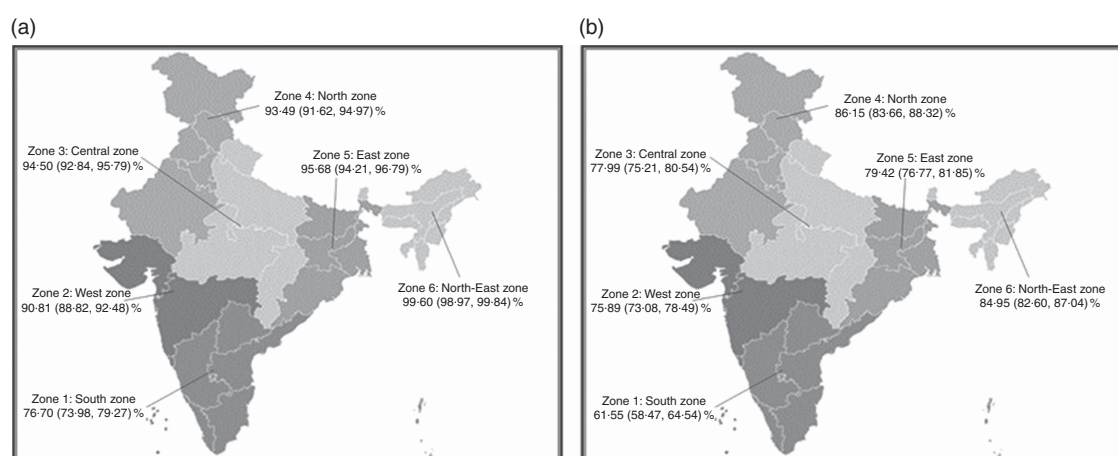 (a)
Zone 4: North zone
93·49 (91·62, 94·97) %
Zone 3: Central zone
94·50 (92·84, 95·79) %
Zone 5: East zone
95·68 (94·21, 96·79) %
Zone 2: West zone
90·81 (88·82, 92·48) %
Zone 6: North-East zone
99·60 (98·97, 99·84) %
Zone 1: South zone
76·70 (73·98, 79·27) %
(b)
Zone 4: North zone
86·15 (83·66, 88·32) %
Zone 3: Central zone
77·99 (75·21, 80·54) %
Zone 5: East zone
79·42 (76·77, 81·85) %
Zone 2: West zone
75·89 (73·08, 78·49) %
Zone 6: North-East zone
84·95 (82·60, 87·04) %
Zone 1: South zone
61·55 (58·47, 64·54) %